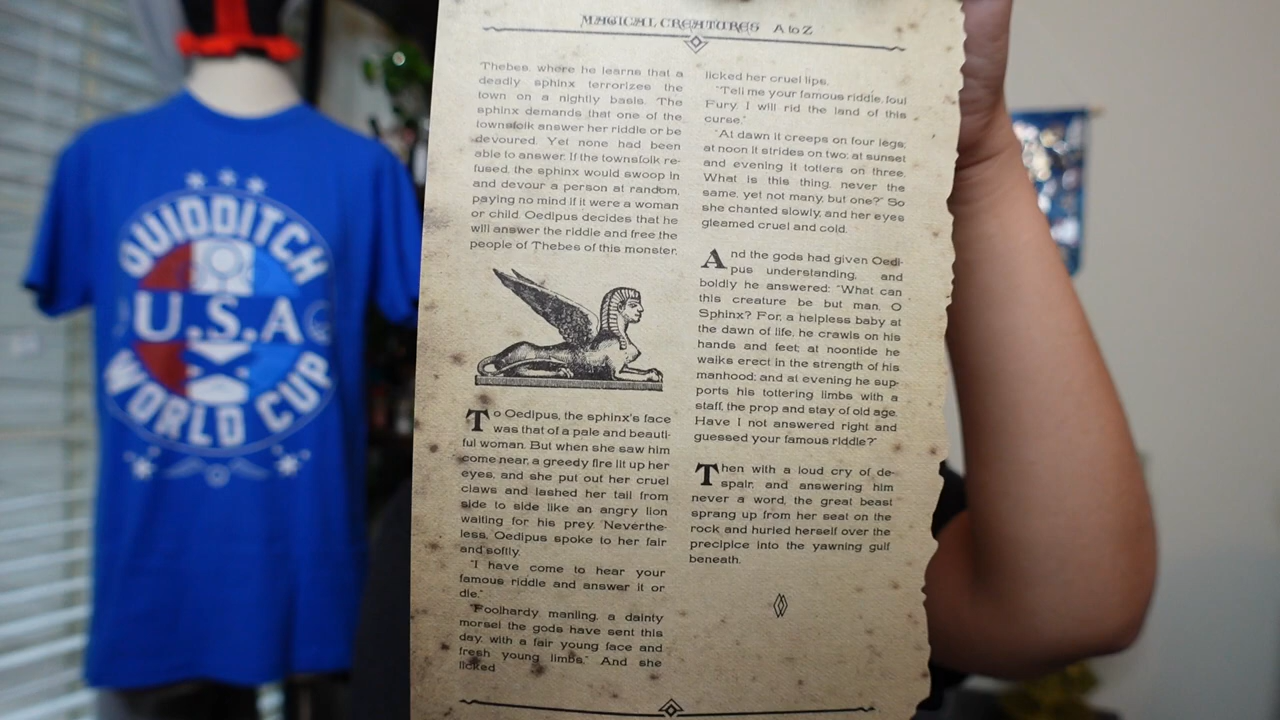 QUIDDITCH
U.S.A
WORLD CUP
MAGICAL CREATURES A to Z
Thebes, where he learns that a
deadly sphinx terrorizes the
town on a nightly basis. The
sphinx demands that one of the
townsfolk answer her riddle or be
devoured. Yet none had been
able to answer. If the townsfolk re-
fused, the sphinx would swoop in
and devour a person at random,
paying no mind if it were a woman
or child. Oedipus decides that he
will answer the riddle and free the
people of Thebes of this monster.
To Oedipus, the sphinx's face
was that of a pale and beauti-
ful woman. But when she saw him
come near, a greedy fire lit up her
eyes, and she put out her cruel
claws and lashed her tail from
side to side like an angry lion
waiting for his prey. Neverthe-
less, Oedipus spoke to her fair
and softly.
"I have come to hear your
famous riddle and answer it or
die."
"Foolhardy manling, a dainty
morsel the gods have sent this
day, with a fair young face and
fresh young limbs." And she
licked
licked her cruel lips.
"Tell me your famous riddle, foul
Fury. I will rid the land of this
curse."
"At dawn it creeps on four legs;
at noon it strides on two; at sunset
and evening it totters on three.
What is this thing, never the
same, yet not many, but one?" So
she chanted slowly, and her eyes
gleamed cruel and cold.
And the gods had given Oedi-
pus understanding, and
boldly he answered: "What can
this creature be but man, O
Sphinx? For, a helpless baby at
the dawn of life, he crawls on his
hands and feet; at noontide he
walks erect in the strength of his
manhood; and at evening he sup-
ports his tottering limbs with a
staff, the prop and stay of old age.
Have I not answered right and
guessed your famous riddle?"
Then with a loud cry of de-
spair, and answering him
never a word, the great beast
sprang up from her seat on the
rock and hurled herself over the
precipice into the yawning gulf
beneath.